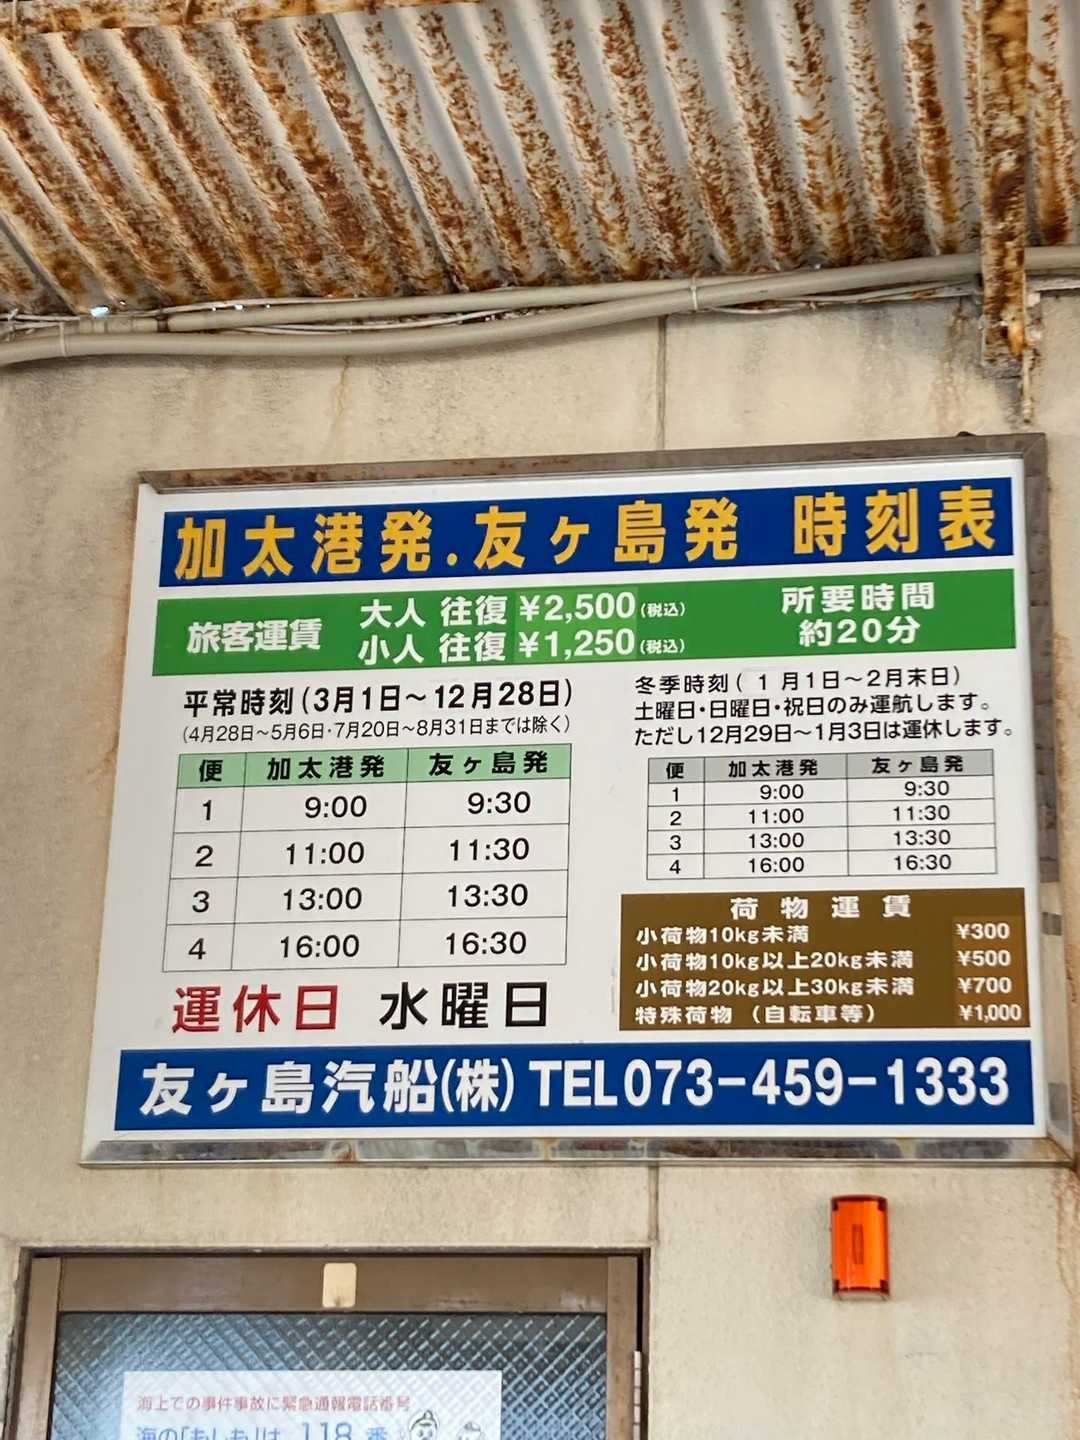 加太港発.友ヶ島発 時刻表
旅客運賃
大人 往復 ¥2,500(税込)
小人 往復 ¥1,250(税込)
所要時間
約20分
平常時刻(3月1日～12月28日)
(4月28日～5月6日・7月20日～8月31日までは除く)
便 加太港発 友ヶ島発
1 9:00 9:30
2 11:00 11:30
3 13:00 13:30
4 16:00 16:30
運休日 水曜日
冬季時刻( 1月1日～2月末日)
土曜日・日曜日・祝日のみ運航します。
ただし12月29日～1月3日は運休します。
便 加太港発 友ヶ島発
1 9:00 9:30
2 11:00 11:30
3 13:00 13:30
4 16:00 16:30
荷物運賃
小荷物10kg未満 ¥300
小荷物10kg以上20kg未満 ¥500
小荷物20kg以上30kg未満 ¥700
特殊荷物 (自転車等) ¥1,000
友ヶ島汽船(株) TEL073-459-1333
海上での事件事故に緊急通報電話番号
海の「もしも」は 118番